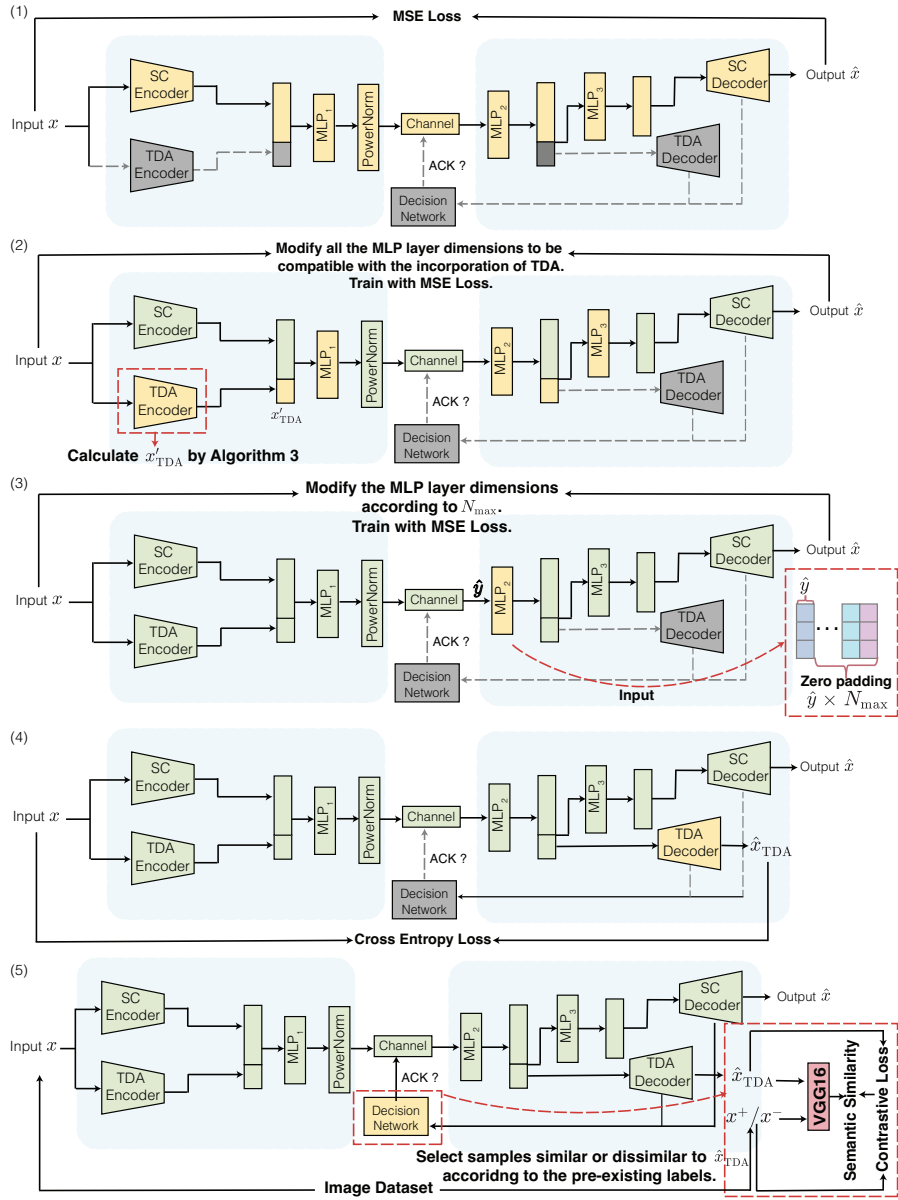 (1)
MSE Loss
SC
Encoder
Input x
TDA
Encoder
MLP1
PowerNorm
Channel
ACK ?
Decision
Network
MLP2
MLP3
SC
Decoder
TDA
Decoder
Output x̂
(2)
Modify all the MLP layer dimensions to be
compatible with the incorporation of TDA.
Train with MSE Loss.
SC
Encoder
Input x
TDA
Encoder
x′TDA
Calculate x′TDA by Algorithm 3
MLP1
PowerNorm
Channel
ACK ?
Decision
Network
MLP2
MLP3
SC
Decoder
TDA
Decoder
Output x̂
(3)
Modify the MLP layer dimensions
according to Nmax.
Train with MSE Loss.
SC
Encoder
Input x
TDA
Encoder
MLP1
PowerNorm
Channel
ACK ?
Decision
Network
ŷ
MLP2
MLP3
SC
Decoder
TDA
Decoder
Output x̂
Input
ŷ
...
Zero padding
ŷ × Nmax
(4)
SC
Encoder
Input x
TDA
Encoder
MLP1
PowerNorm
Channel
ACK ?
Decision
Network
MLP2
MLP3
SC
Decoder
TDA
Decoder
Output x̂
x̂TDA
Cross Entropy Loss
(5)
SC
Encoder
Input x
TDA
Encoder
MLP1
PowerNorm
Channel
ACK ?
Decision
Network
MLP2
MLP3
SC
Decoder
TDA
Decoder
Output x̂
x̂TDA
x+/x−
VGG16
Semantic Similarity
Contrastive Loss
Select samples similar or dissimilar to x̂TDA
accoridng to the pre-existing labels.
Image Dataset